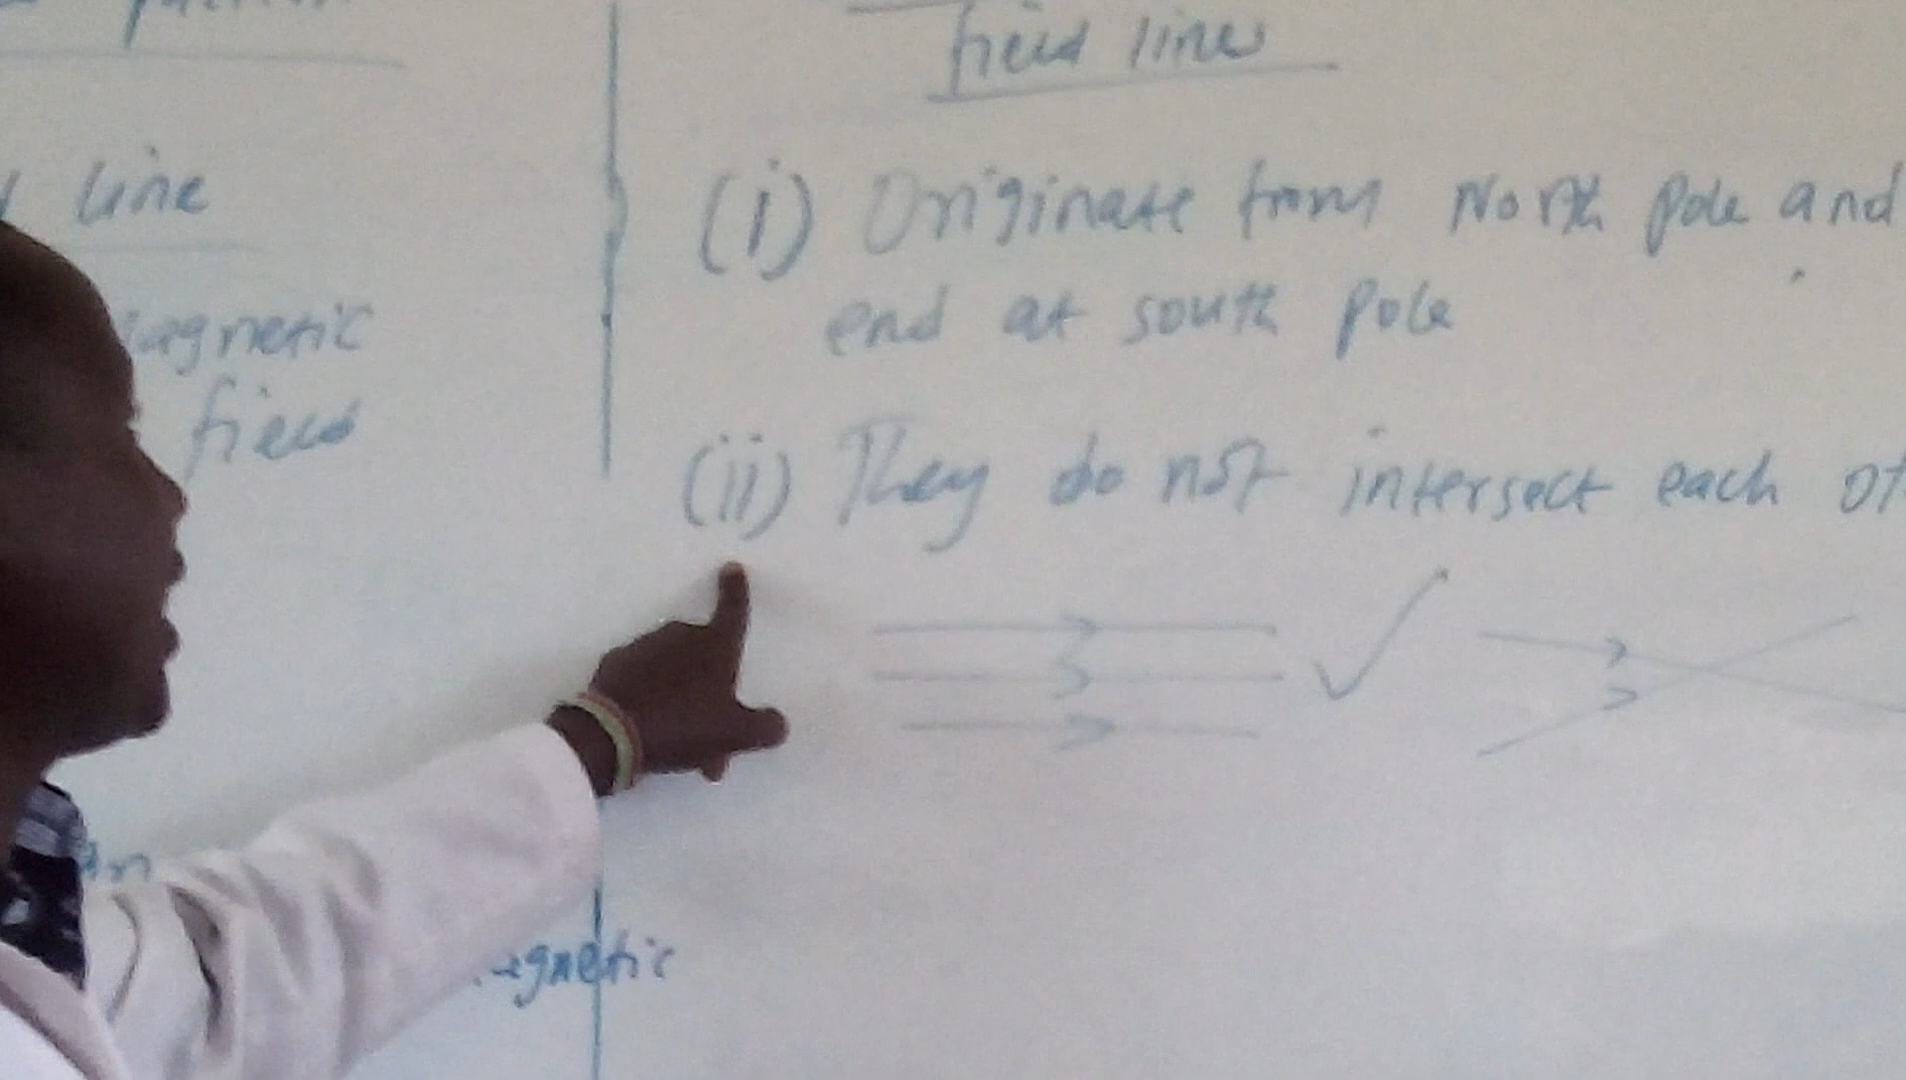 field line
line
agnetic
field
(i) Originate from North pole and
end at south pole
(ii) They do not intersect each ot
gnetic